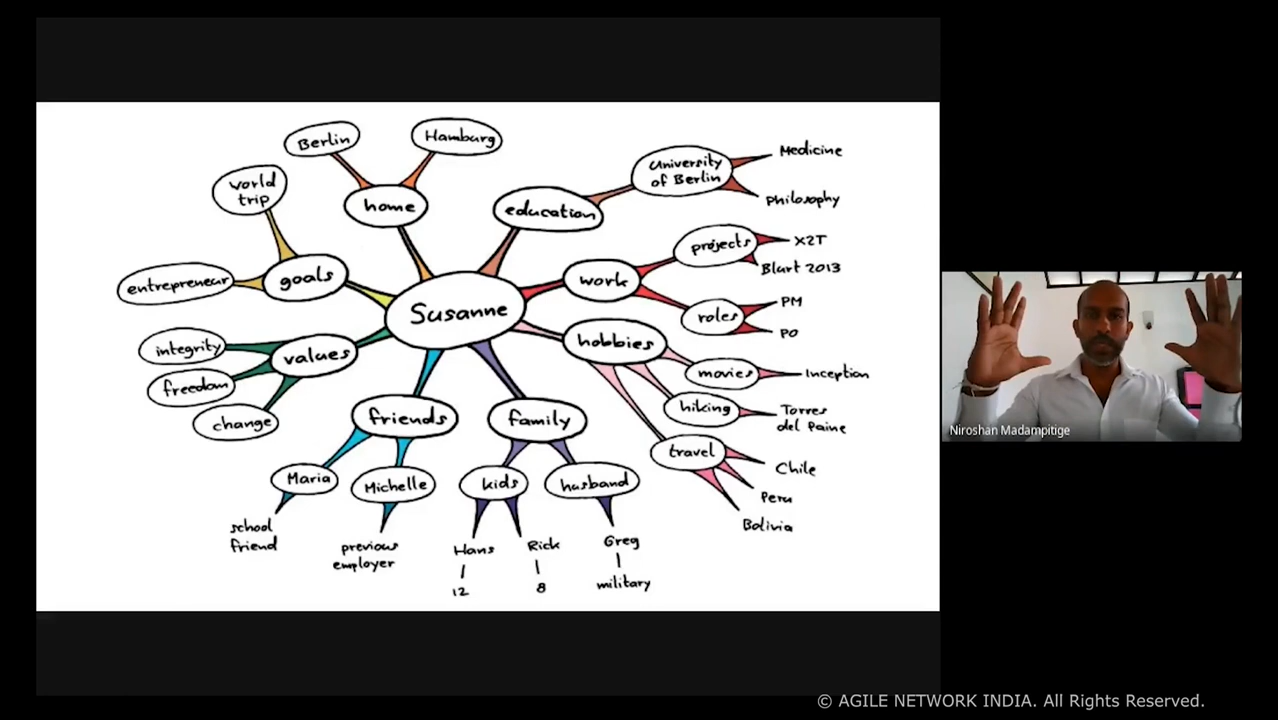 Berlin
Hamburg
world
trip
home
education
University
of Berlin
Medicine
Philosophy
entrepreneur
goals
Susanne
work
projects
X2T
Blurt 2013
roles
PM
PO
integrity
freedom
change
values
hobbies
movies
Inception
hiking
Torres
del Paine
travel
Chile
Peru
Bolivia
friends
Maria
school
friend
Michelle
previous
employer
family
kids
Hans
12
Rick
8
husband
Greg
military
Niroshan Madampitige
© AGILE NETWORK INDIA. All Rights Reserved.